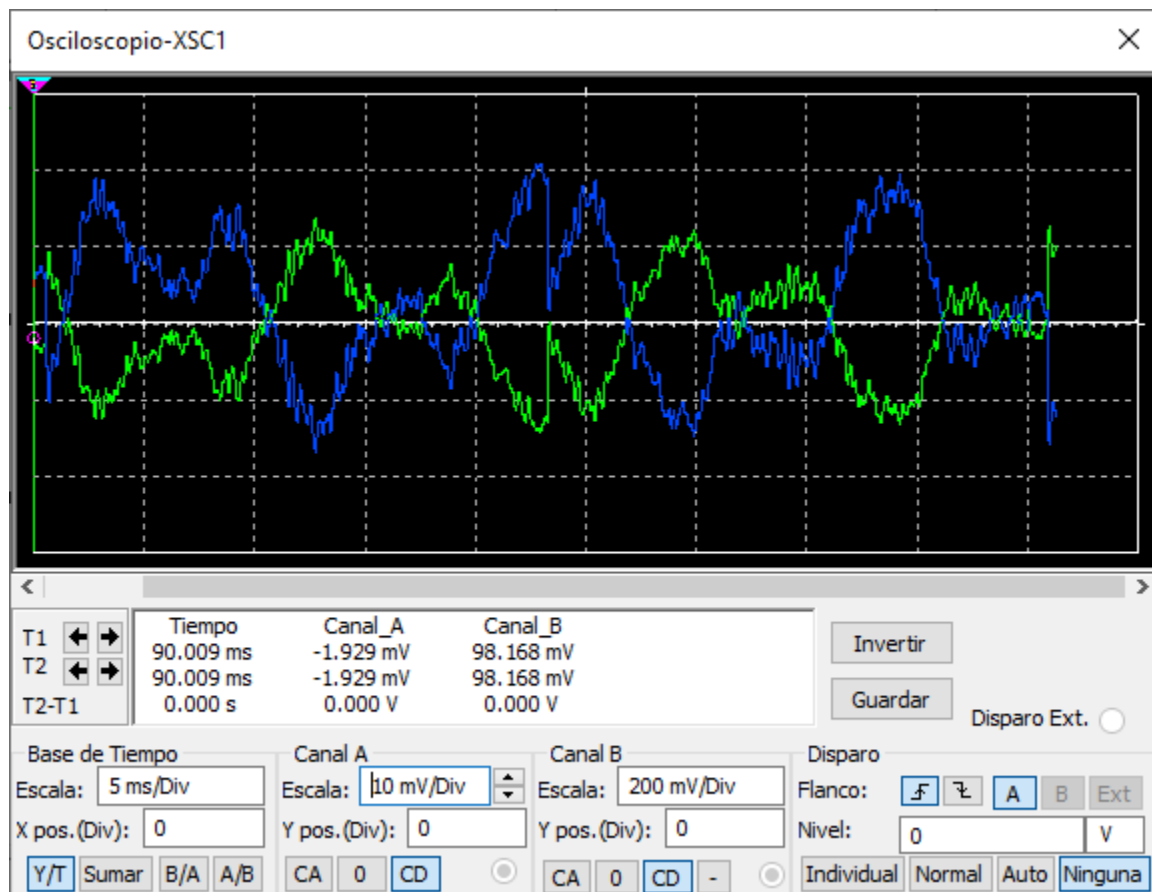 Osciloscopio-XSC1
T1
T2
T2-T1
Tiempo Canal_A Canal_B
90.009 ms -1.929 mV 98.168 mV
90.009 ms -1.929 mV 98.168 mV
0.000 s 0.000 V 0.000 V
Invertir
Guardar
Disparo Ext.
Base de Tiempo
Escala: 5 ms/Div
X pos.(Div): 0
Y/T Sumar B/A A/B
Canal A
Escala: 10 mV/Div
Y pos.(Div): 0
CA 0 CD
Canal B
Escala: 200 mV/Div
Y pos.(Div): 0
CA 0 CD -
Disparo
Flanco: A B Ext
Nivel: 0 V
Individual Normal Auto Ninguna